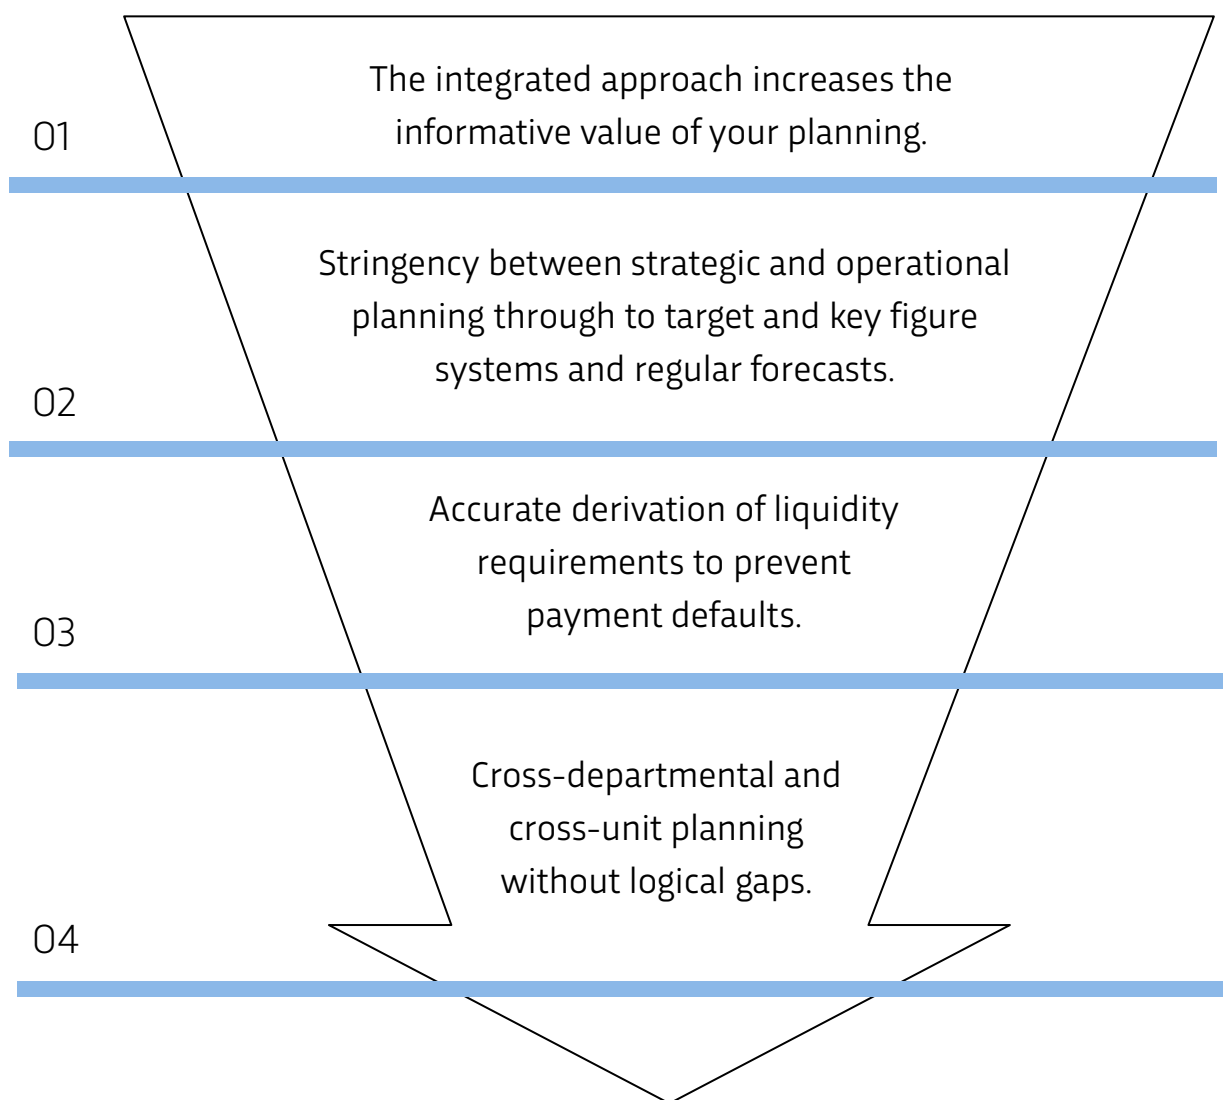 The integrated approach increases the
informative value of your planning.
01
Stringency between strategic and operational
planning through to target and key figure
systems and regular forecasts.
02
Accurate derivation of liquidity
requirements to prevent
payment defaults.
03
Cross-departmental and
cross-unit planning
without logical gaps.
04